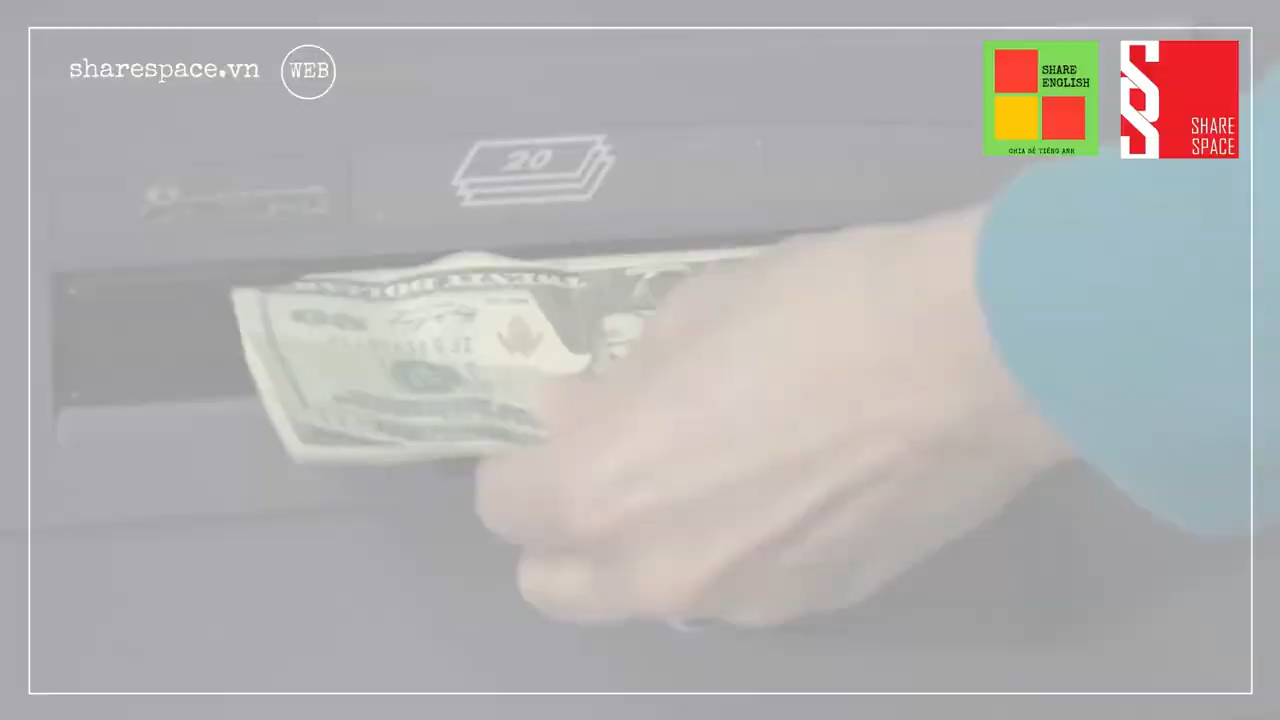 sharespace.vn WEB
SHARE
ENGLISH
CHIA SẺ TIẾNG ANH
SHARE
SPACE
20